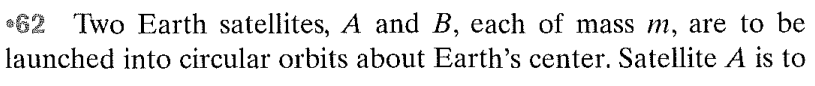 •62 Two Earth satellites, A and B, each of mass m, are to be
launched into circular orbits about Earth's center. Satellite A is to